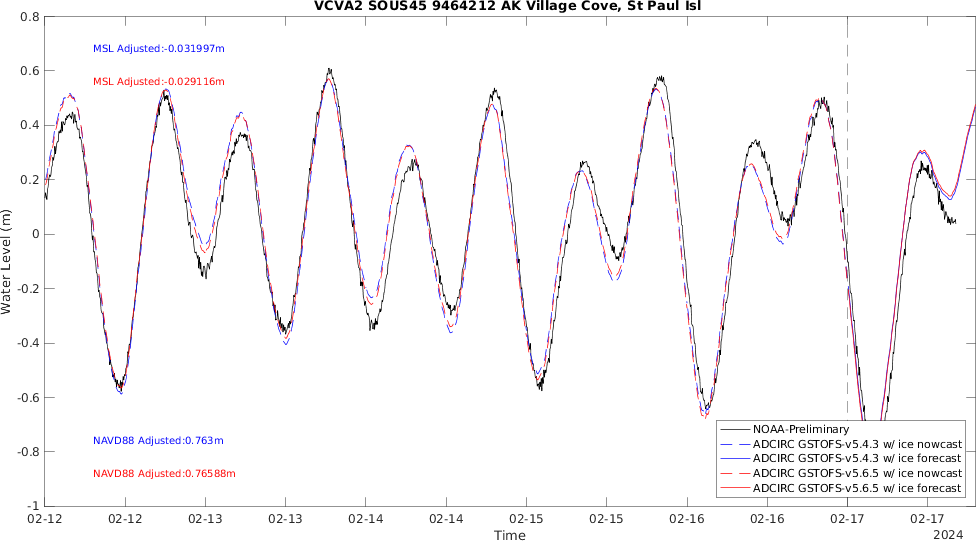 VCVA2 SOUS45 9464212 AK Village Cove, St Paul Isl
0.8
0.6
0.4
0.2
0
-0.2
-0.4
-0.6
-0.8
-1
Water Level (m)
MSL Adjusted:-0.031997m
MSL Adjusted:-0.029116m
NAVD88 Adjusted:0.763m
NAVD88 Adjusted:0.76588m
NOAA-Preliminary
ADCIRC GSTOFS-v5.4.3 w/ ice nowcast
ADCIRC GSTOFS-v5.4.3 w/ ice forecast
ADCIRC GSTOFS-v5.6.5 w/ ice nowcast
ADCIRC GSTOFS-v5.6.5 w/ ice forecast
02-12 02-12 02-13 02-13 02-14 02-14 02-15 02-15 02-16 02-16 02-17 02-17
Time
2024